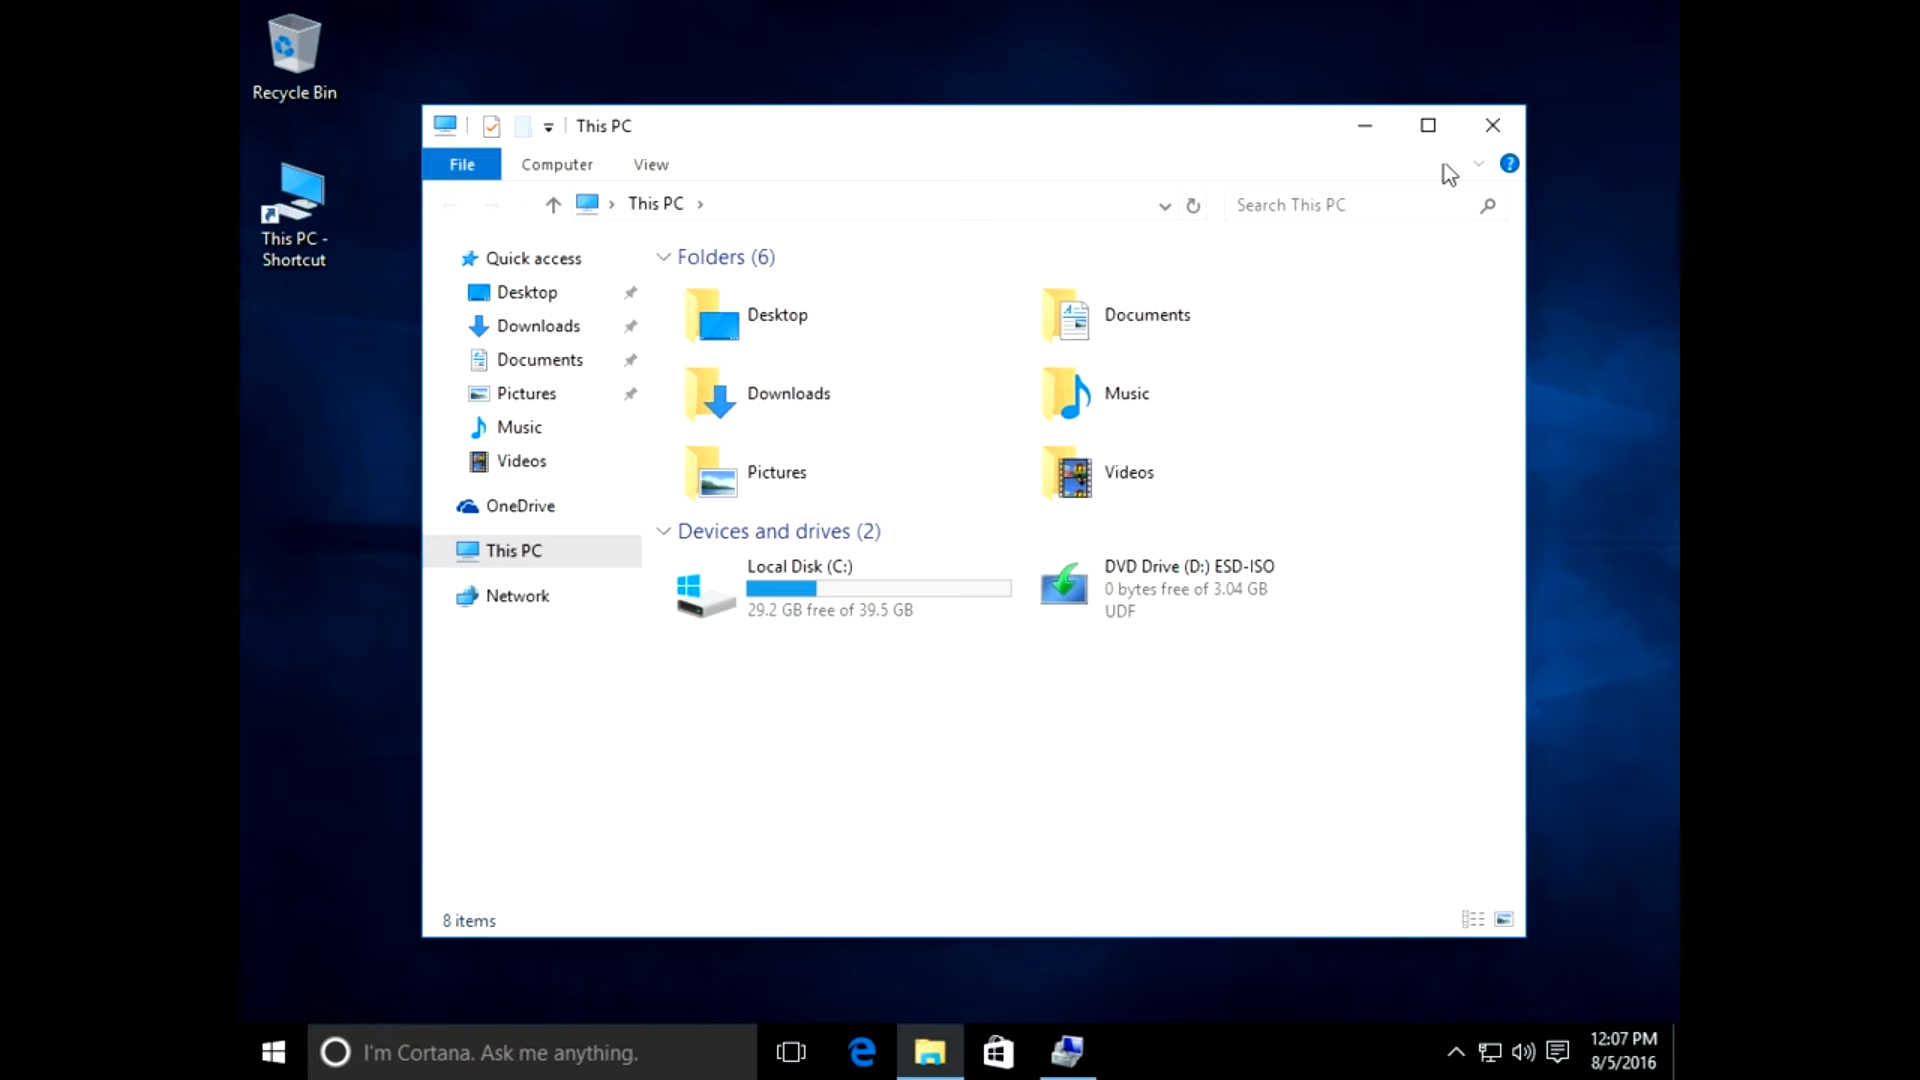 Recycle Bin
This PC -
Shortcut
This PC
File
Computer
View
?
This PC
Search This PC
Quick access
Desktop
Downloads
Documents
Pictures
Music
Videos
OneDrive
This PC
Network
Folders (6)
Desktop
Documents
Downloads
Music
Pictures
Videos
Devices and drives (2)
Local Disk (C:)
29.2 GB free of 39.5 GB
DVD Drive (D:) ESD-ISO
0 bytes free of 3.04 GB
UDF
8 items
I'm Cortana. Ask me anything.
12:07 PM
8/5/2016